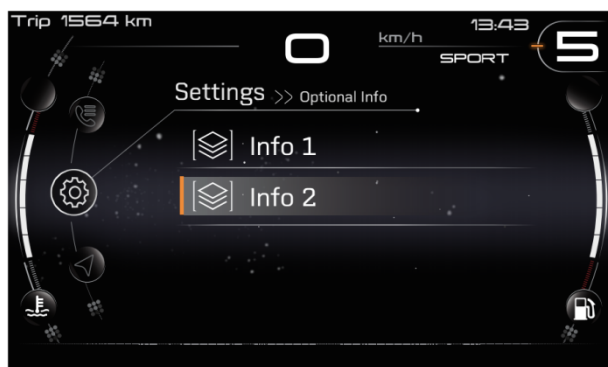 Trip 1564 km
13:43
0
km/h
SPORT
5
Settings >> Optional Info
Info 1
Info 2